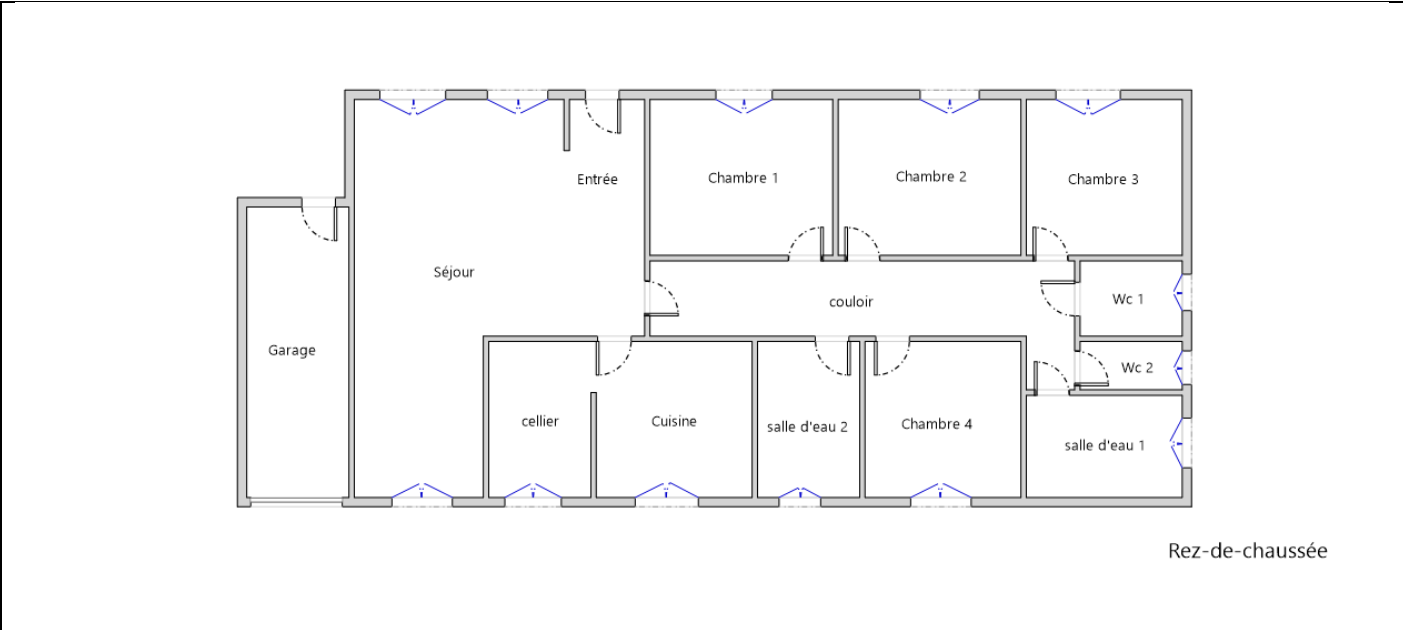 Entrée
Chambre 1
Chambre 2
Chambre 3
Séjour
couloir
Wc 1
Garage
Wc 2
cellier
Cuisine
salle d'eau 2
Chambre 4
salle d'eau 1
Rez-de-chaussée